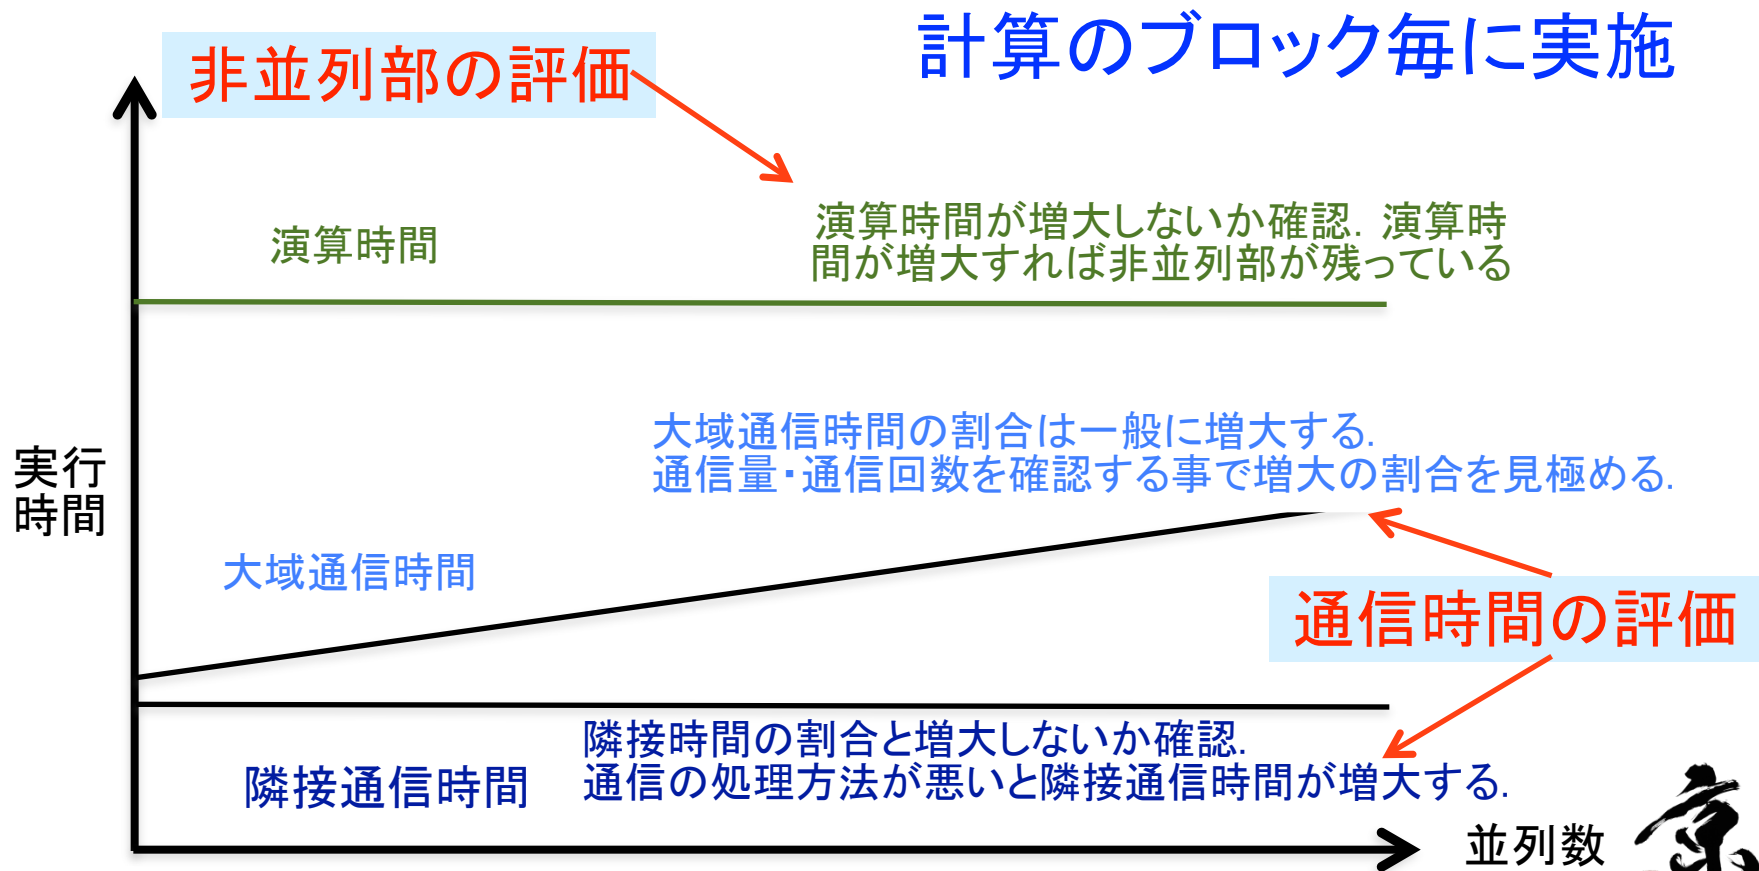 計算のブロック毎に実施
非並列部の評価
演算時間
演算時間が増大しないか確認. 演算時
間が増大すれば非並列部が残っている
実行
時間
大域通信時間の割合は一般に増大する.
通信量・通信回数を確認する事で増大の割合を見極める.
大域通信時間
通信時間の評価
隣接時間の割合と増大しないか確認.
通信の処理方法が悪いと隣接通信時間が増大する.
隣接通信時間
並列数
京